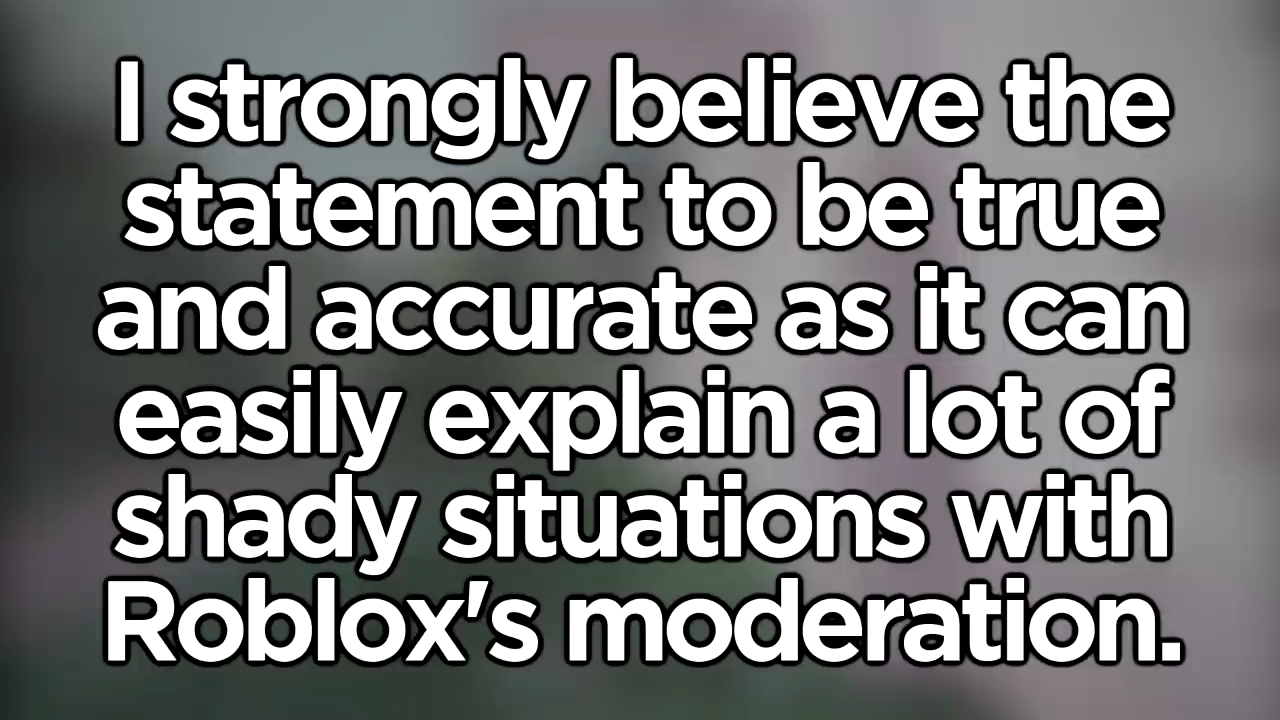 I strongly believe the
statement to be true
and accurate as it can
easily explain a lot of
shady situations with
Roblox's moderation.